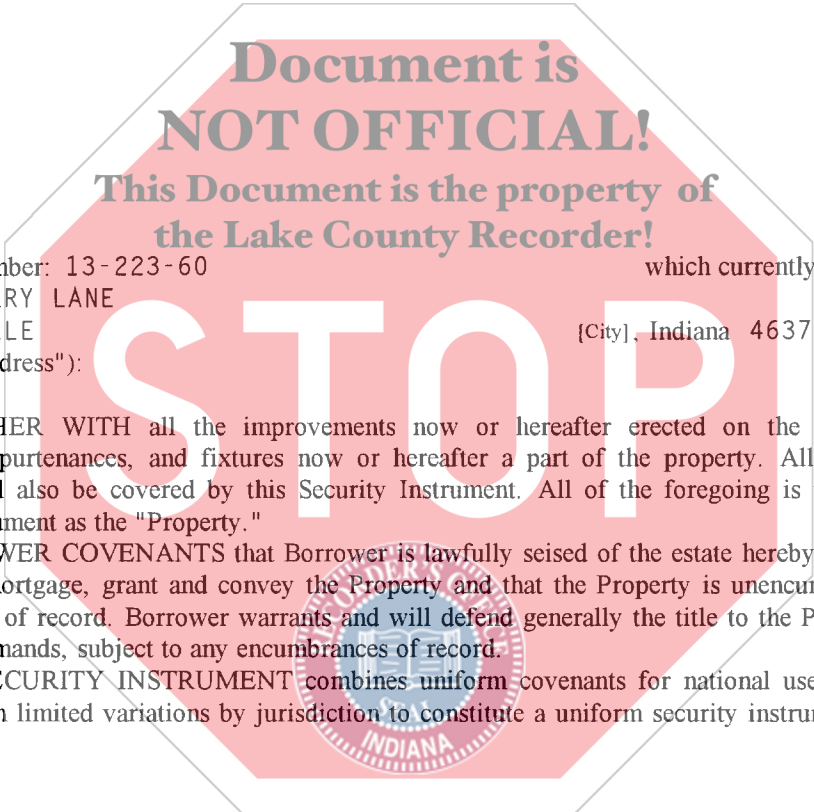 Document is
NOT OFFICIAL!
This Document is the property of
the Lake County Recorder!
mber: 13-223-60 which currently
RY LANE
LE [City], Indiana 4637
dress"):
STOP
HER WITH all the improvements now or hereafter erected on the
purtenances, and fixtures now or hereafter a part of the property. All
l also be covered by this Security Instrument. All of the foregoing is
ument as the "Property."
WER COVENANTS that Borrower is lawfully seised of the estate hereby
ortgage, grant and convey the Property and that the Property is unencu
of record. Borrower warrants and will defend generally the title to the P
mands, subject to any encumbrances of record.
ECURITY INSTRUMENT combines uniform covenants for national use
h limited variations by jurisdiction to constitute a uniform security instru
RECORDER'S OFFICE
SEAL
INDIANA